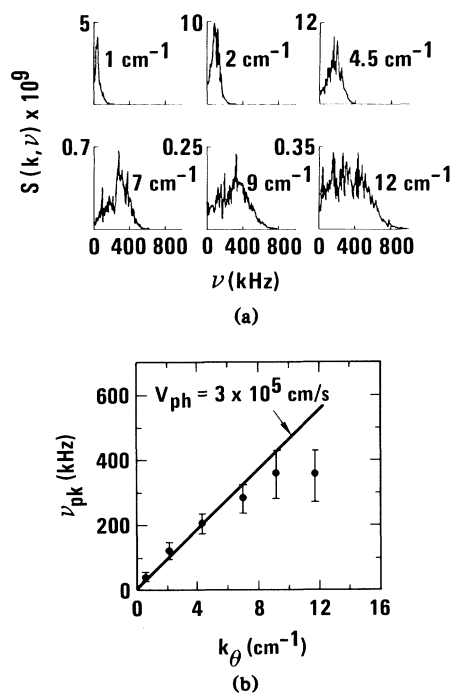 5
10
12
1 cm⁻¹
2 cm⁻¹
4.5 cm⁻¹
S (k, ν) x 10⁹
0.7
0.25
0.35
7 cm⁻¹
9 cm⁻¹
12 cm⁻¹
0 400 800
0 400 800
0 400 800
ν (kHz)
(a)
600
400
200
0
V_ph = 3 x 10⁵ cm/s
ν_pk (kHz)
0 4 8 12 16
k_θ (cm⁻¹)
(b)